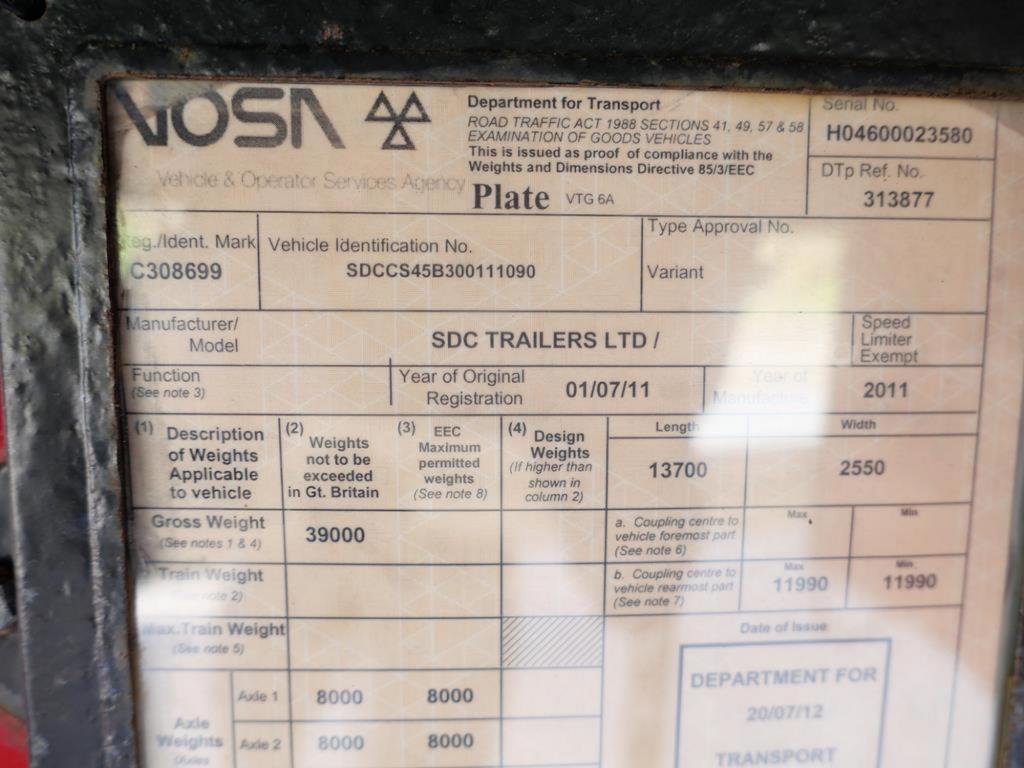 VOSA
Vehicle & Operator Services Agency
Department for Transport
ROAD TRAFFIC ACT 1988 SECTIONS 41, 49, 57 & 58
EXAMINATION OF GOODS VEHICLES
This is issued as proof of compliance with the
Weights and Dimensions Directive 85/3/EEC
Plate VTG 6A
Serial No.
H04600023580
DTp Ref. No.
313877
Reg./Ident. Mark
C308699
Vehicle Identification No.
SDCCS45B300111090
Type Approval No.
Variant
Manufacturer/
Model
SDC TRAILERS LTD /
Speed
Limiter
Exempt
Function
(See note 3)
Year of Original
Registration
01/07/11
Year of
Manufacture
2011
(1) Description
of Weights
Applicable
to vehicle
(2) Weights
not to be
exceeded
in Gt. Britain
(3) EEC
Maximum
permitted
weights
(See note 8)
(4) Design
Weights
(If higher than
shown in
column 2)
Length
13700
Width
2550
Gross Weight
(See notes 1 & 4)
39000
a. Coupling centre to
vehicle foremost part
(See note 6)
Max
Min
Train Weight
(See note 2)
b. Coupling centre to
vehicle rearmost part
(See note 7)
Max
11990
Min
11990
Max.Train Weight
(See note 5)
Date of Issue
DEPARTMENT FOR
20/07/12
TRANSPORT
Axle
Weights
(Axles
Axle 1
8000
8000
Axle 2
8000
8000